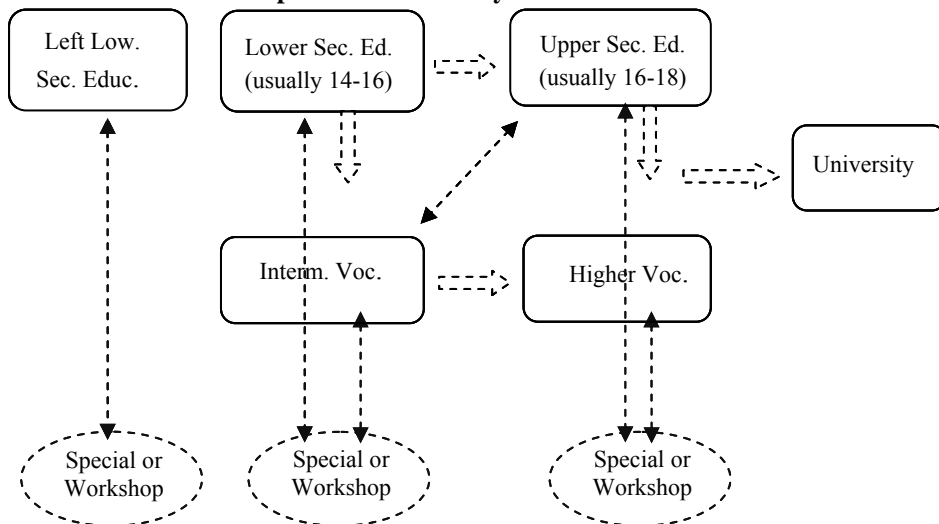 Left Low.
Sec. Educ.
Lower Sec. Ed.
(usually 14-16)
Upper Sec. Ed.
(usually 16-18)
University
Interm. Voc.
Higher Voc.
Special or
Workshop
Special or
Workshop
Special or
Workshop